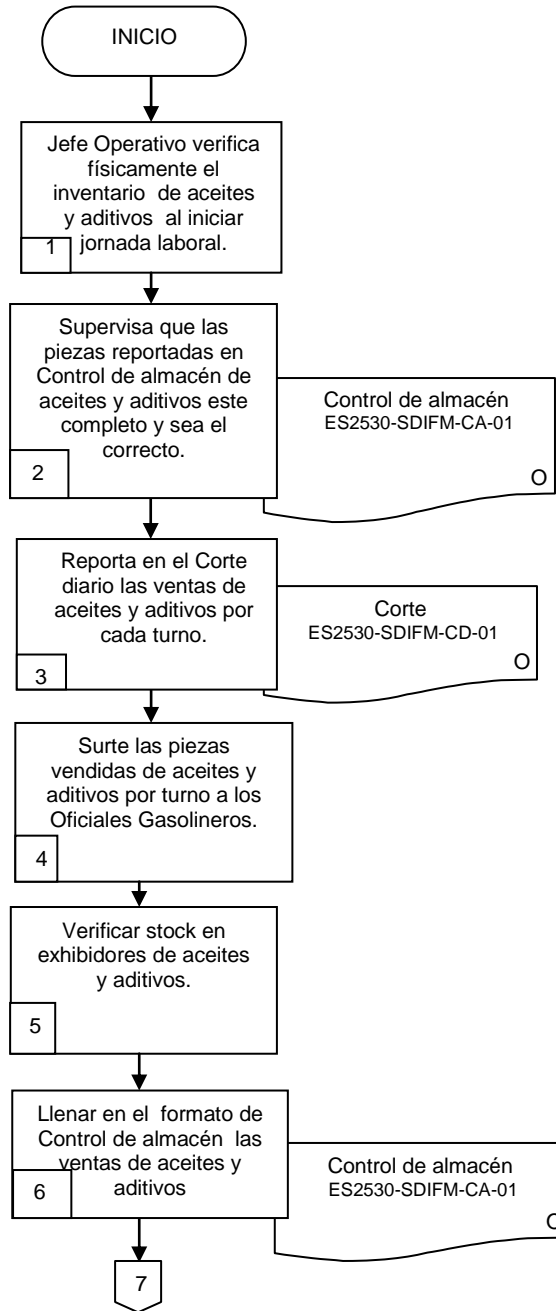 INICIO
Jefe Operativo verifica
físicamente el
inventario de aceites
y aditivos al iniciar
jornada laboral.
1
Supervisa que las
piezas reportadas en
Control de almacén de
aceites y aditivos este
completo y sea el
correcto.
2
Control de almacén
ES2530-SDIFM-CA-01
O
Reporta en el Corte
diario las ventas de
aceites y aditivos por
cada turno.
3
Corte
ES2530-SDIFM-CD-01
O
Surte las piezas
vendidas de aceites y
aditivos por turno a los
Oficiales Gasolineros.
4
Verificar stock en
exhibidores de aceites
y aditivos.
5
Llenar en el formato de
Control de almacén las
ventas de aceites y
aditivos
6
Control de almacén
ES2530-SDIFM-CA-01
O
7